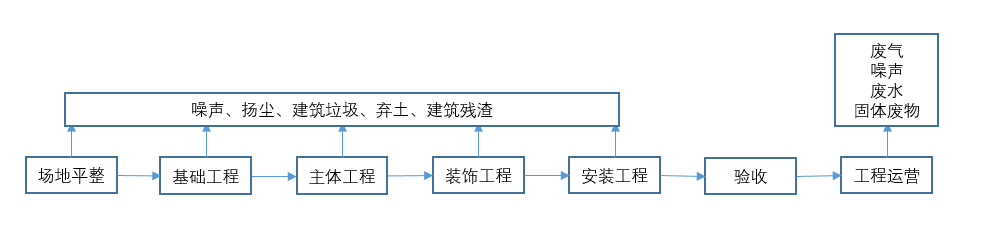 废气
噪声
废水
固体废物
噪声、扬尘、建筑垃圾、弃土、建筑残渣
场地平整
基础工程
主体工程
装饰工程
安装工程
验收
工程运营